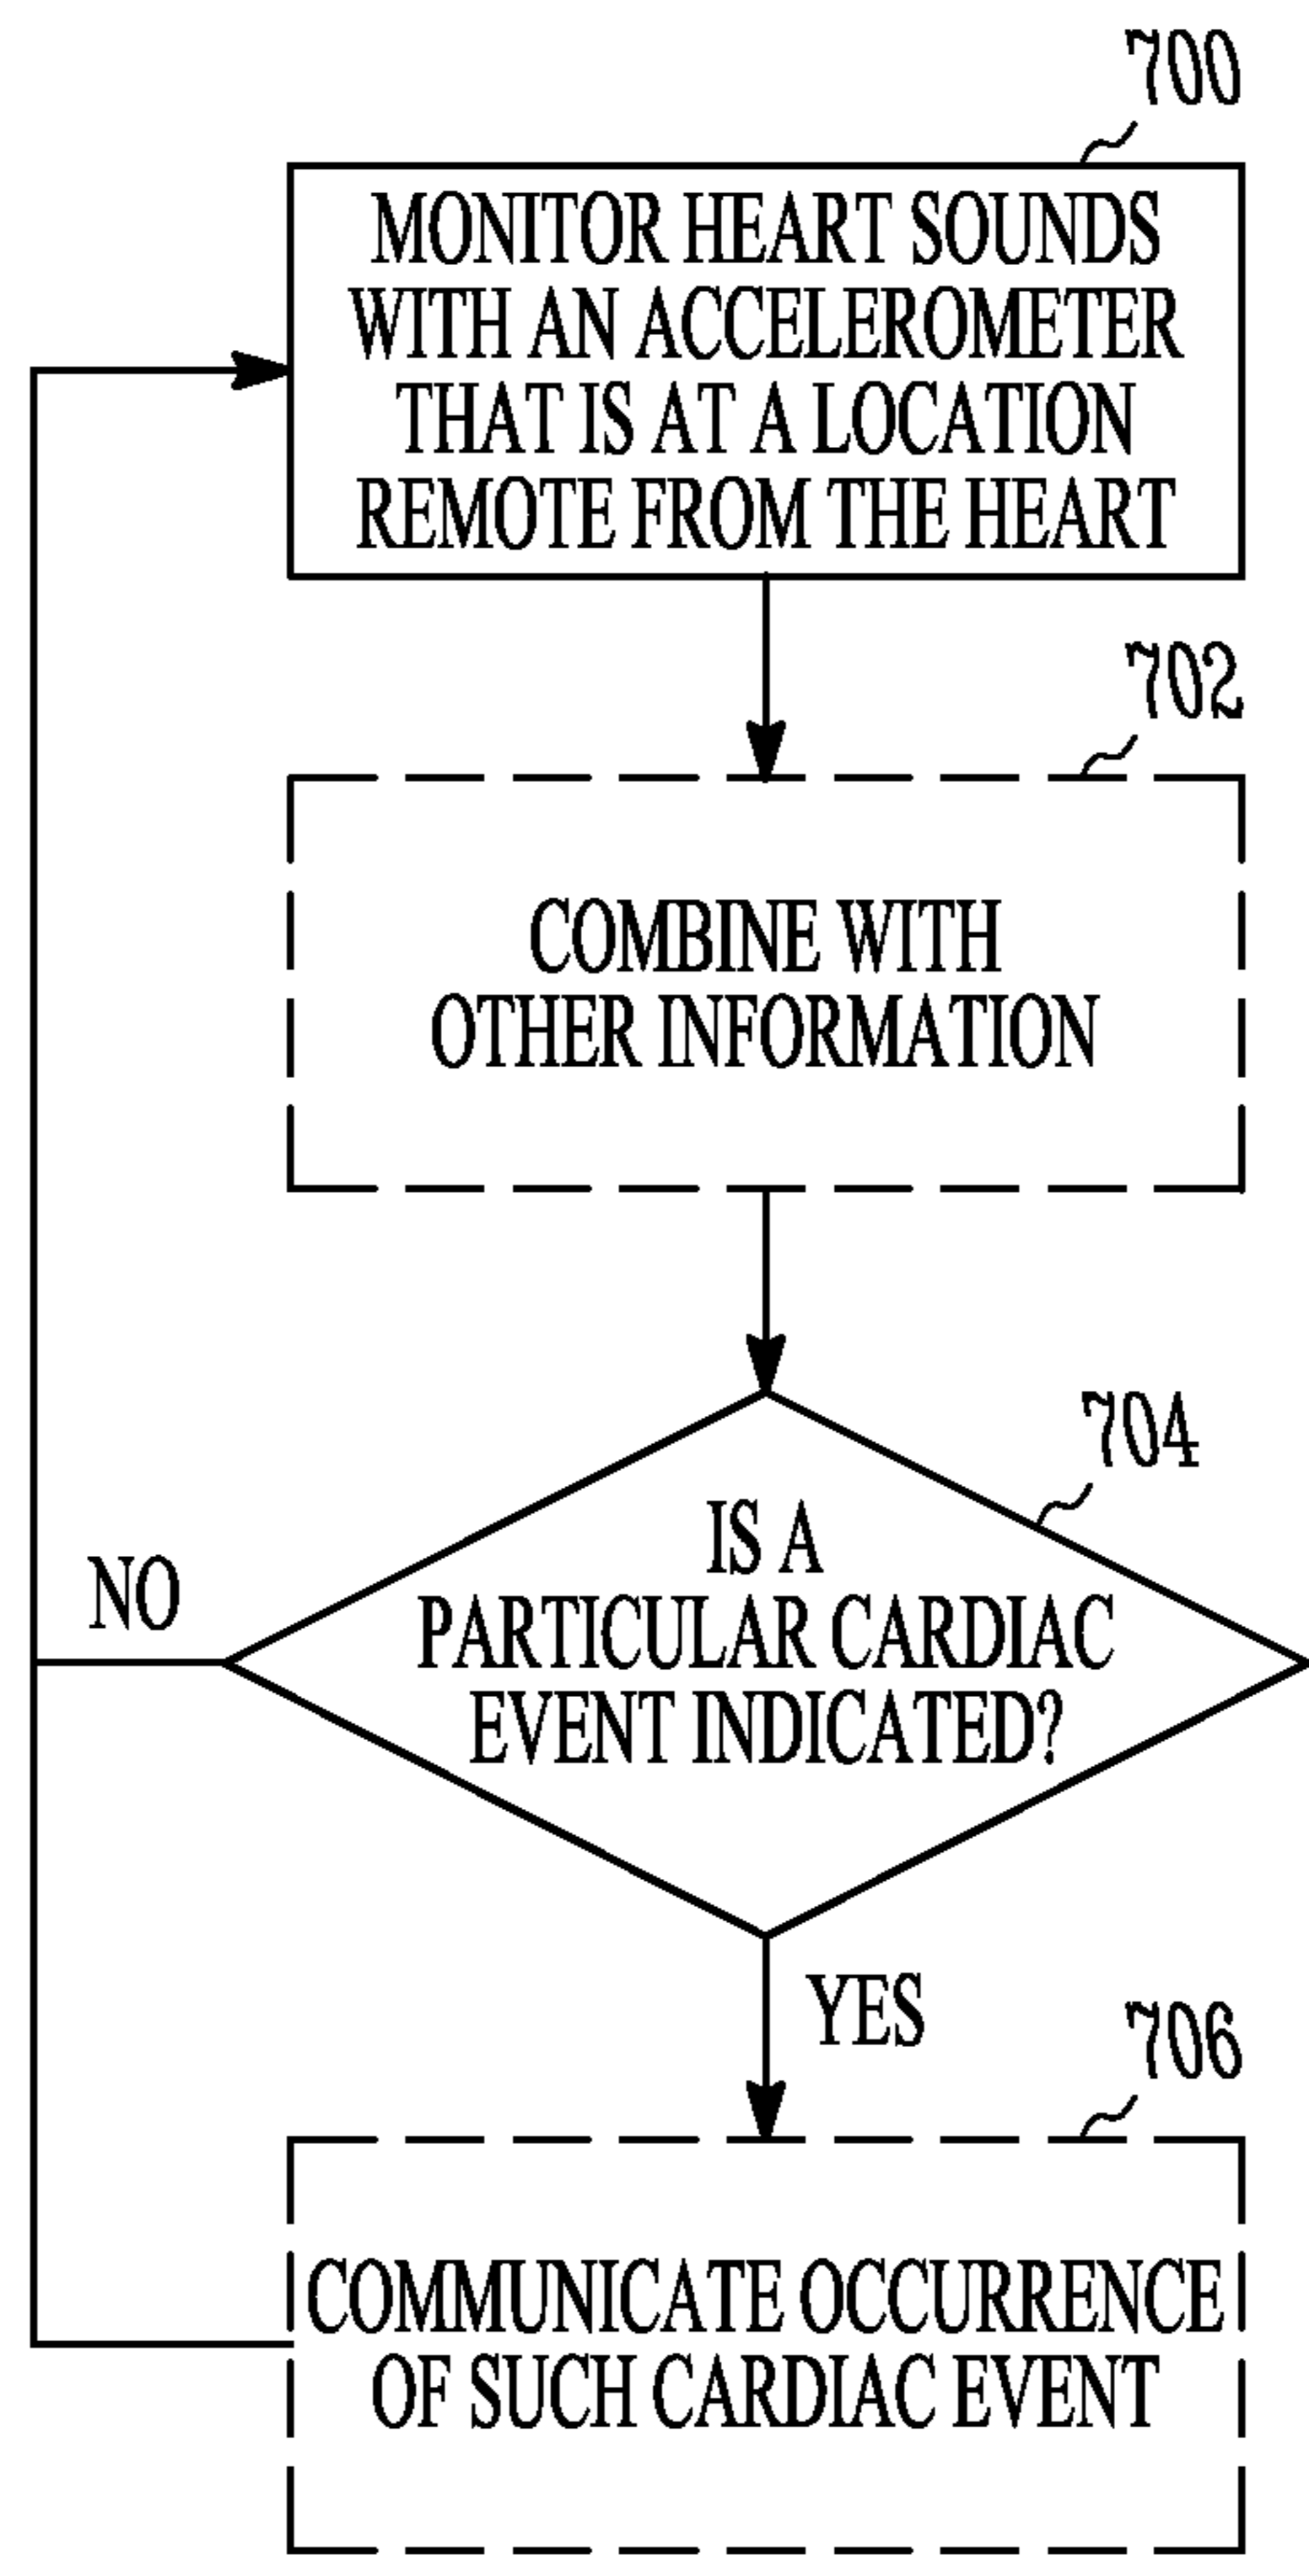 700
MONITOR HEART SOUNDS
WITH AN ACCELEROMETER
THAT IS AT A LOCATION
REMOTE FROM THE HEART
702
COMBINE WITH
OTHER INFORMATION
704
IS A
PARTICULAR CARDIAC
EVENT INDICATED?
NO
YES
706
COMMUNICATE OCCURRENCE
OF SUCH CARDIAC EVENT